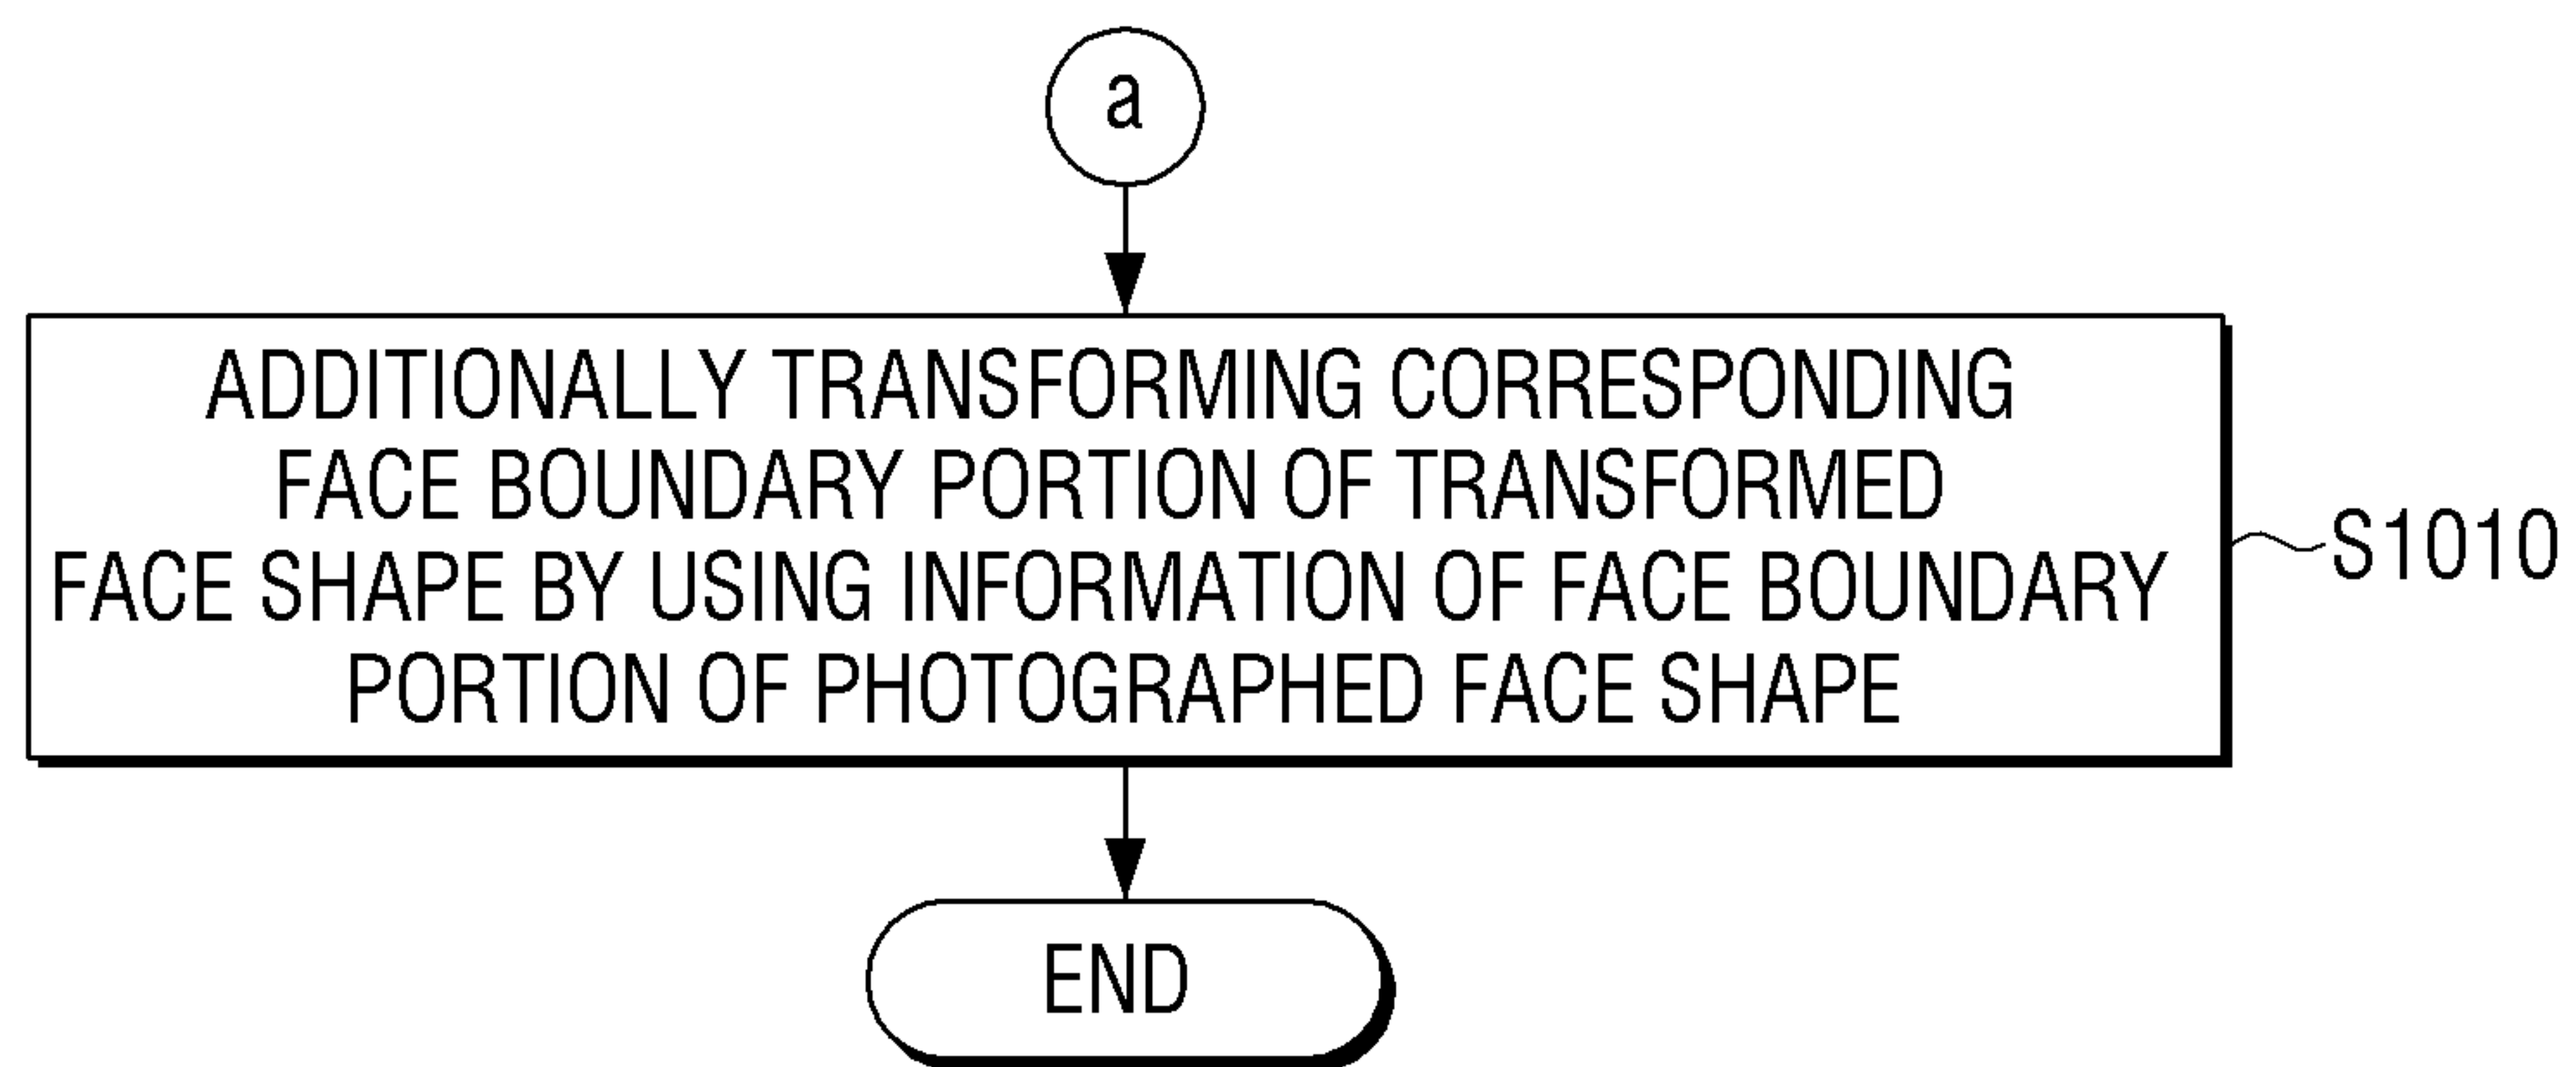 a
ADDITIONALLY TRANSFORMING CORRESPONDING
FACE BOUNDARY PORTION OF TRANSFORMED
FACE SHAPE BY USING INFORMATION OF FACE BOUNDARY
PORTION OF PHOTOGRAPHED FACE SHAPE
S1010
END